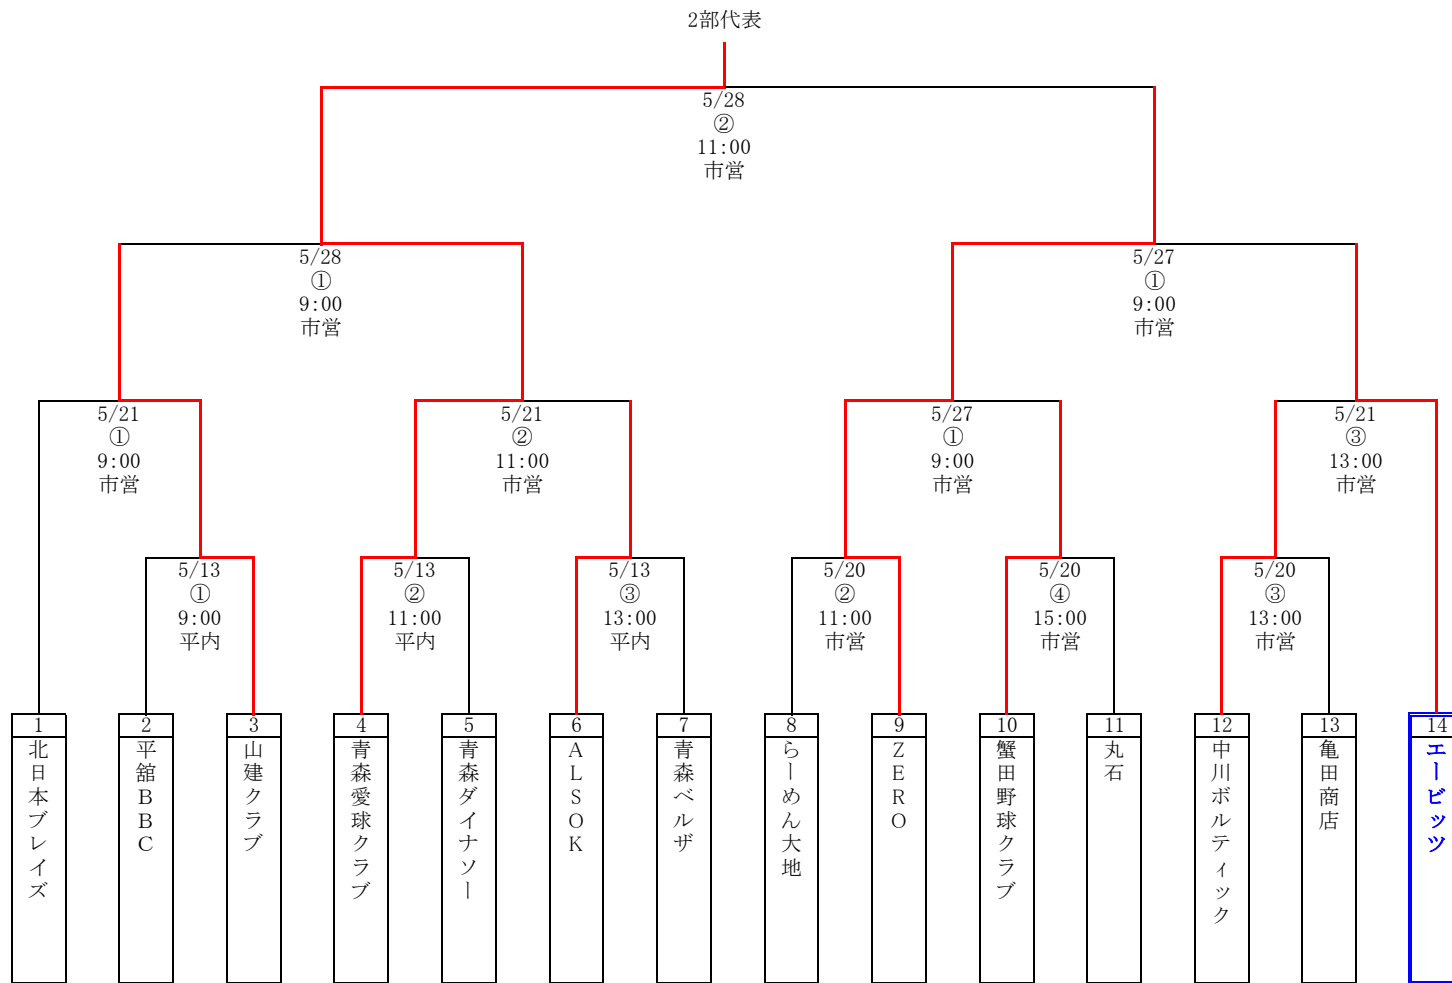 2部代表
5/28
②
11:00
市営
5/28
①
9:00
市営
5/27
①
9:00
市営
5/21
①
9:00
市営
5/21
②
11:00
市営
5/27
①
9:00
市営
5/21
③
13:00
市営
5/13
①
9:00
平内
5/13
②
11:00
平内
5/13
③
13:00
平内
5/20
②
11:00
市営
5/20
④
15:00
市営
5/20
③
13:00
市営
1
北日本ブレイズ
2
平舘BBC
3
山建クラブ
4
青森愛球クラブ
5
青森ダイナソー
6
ALSOK
7
青森ベルザ
8
らーめん大地
9
ZERO
10
蟹田野球クラブ
11
丸石
12
中川ボルティック
13
亀田商店
14
エービッツ